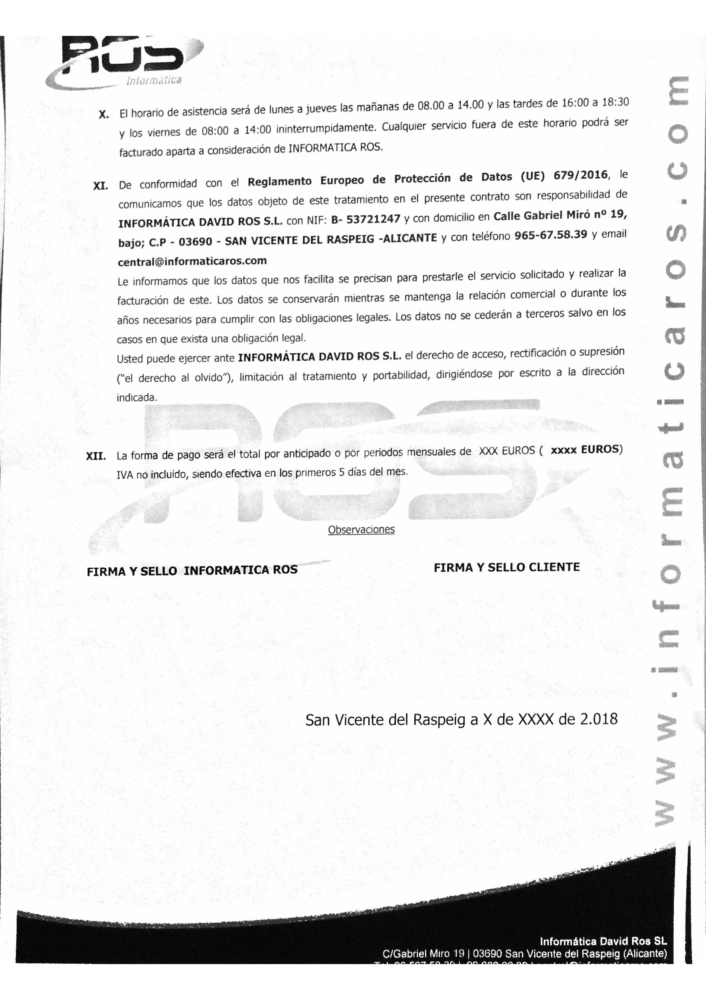 ROS
Informática
X. El horario de asistencia será de lunes a jueves las mañanas de 08.00 a 14.00 y las tardes de 16:00 a 18:30
y los viernes de 08:00 a 14:00 ininterrumpidamente. Cualquier servicio fuera de este horario podrá ser
facturado aparta a consideración de INFORMATICA ROS.
XI. De conformidad con el Reglamento Europeo de Protección de Datos (UE) 679/2016, le
comunicamos que los datos objeto de este tratamiento en el presente contrato son responsabilidad de
INFORMÁTICA DAVID ROS S.L. con NIF: B- 53721247 y con domicilio en Calle Gabriel Miró nº 19,
bajo; C.P - 03690 - SAN VICENTE DEL RASPEIG -ALICANTE y con teléfono 965-67.58.39 y email
central@informaticaros.com
Le informamos que los datos que nos facilita se precisan para prestarle el servicio solicitado y realizar la
facturación de este. Los datos se conservarán mientras se mantenga la relación comercial o durante los
años necesarios para cumplir con las obligaciones legales. Los datos no se cederán a terceros salvo en los
casos en que exista una obligación legal.
Usted puede ejercer ante INFORMÁTICA DAVID ROS S.L. el derecho de acceso, rectificación o supresión
("el derecho al olvido"), limitación al tratamiento y portabilidad, dirigiéndose por escrito a la dirección
indicada.
ROS
XII. La forma de pago será el total por anticipado o por periodos mensuales de XXX EUROS ( xxxx EUROS)
IVA no incluido, siendo efectiva en los primeros 5 días del mes.
Observaciones
FIRMA Y SELLO INFORMATICA ROS FIRMA Y SELLO CLIENTE
San Vicente del Raspeig a X de XXXX de 2.018
www.informaticaros.com
Informática David Ros SL
C/Gabriel Miro 19 | 03690 San Vicente del Raspeig (Alicante)